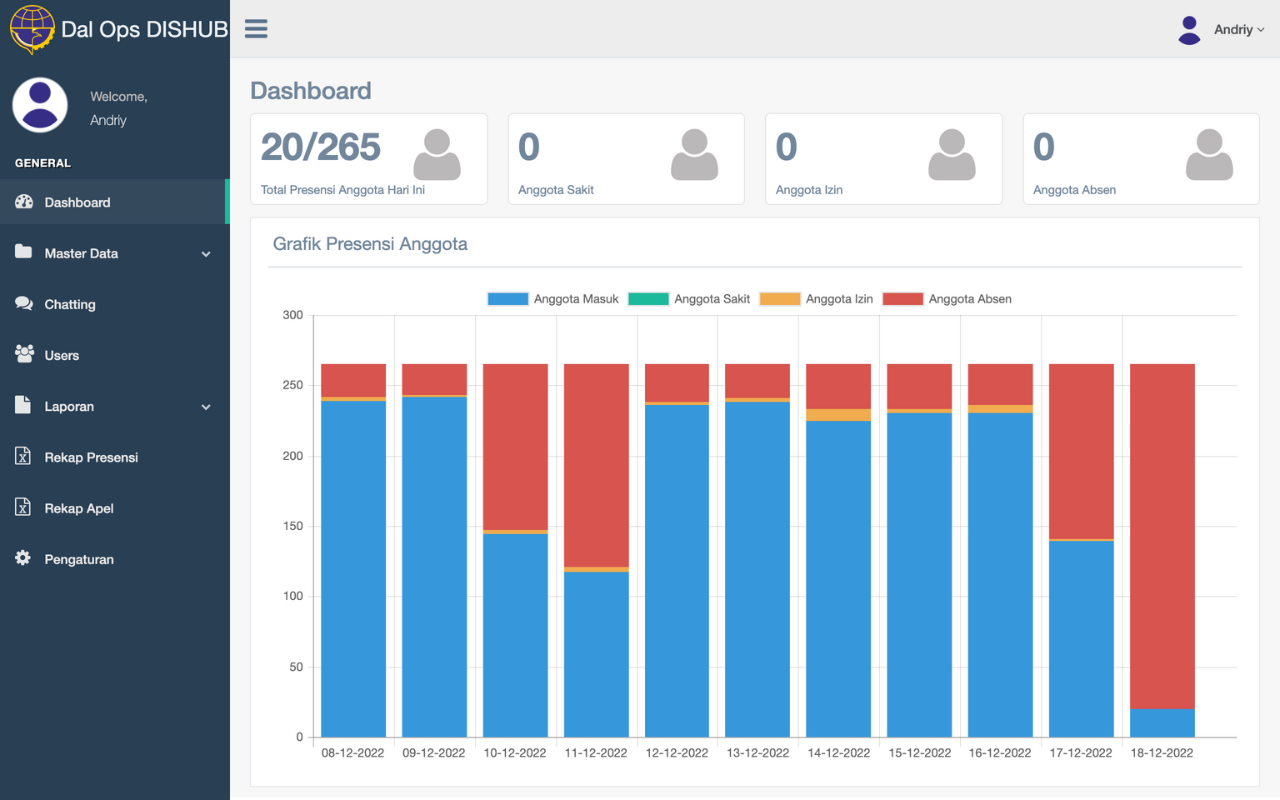 Dal Ops DISHUB
Andriy
Welcome,
Andriy
GENERAL
Dashboard
Master Data
Chatting
Users
Laporan
Rekap Presensi
Rekap Apel
Pengaturan
Dashboard
20/265
Total Presensi Anggota Hari Ini
0
Anggota Sakit
0
Anggota Izin
0
Anggota Absen
Grafik Presensi Anggota
Anggota Masuk Anggota Sakit Anggota Izin Anggota Absen
300
250
200
150
100
50
0
08-12-2022 09-12-2022 10-12-2022 11-12-2022 12-12-2022 13-12-2022 14-12-2022 15-12-2022 16-12-2022 17-12-2022 18-12-2022